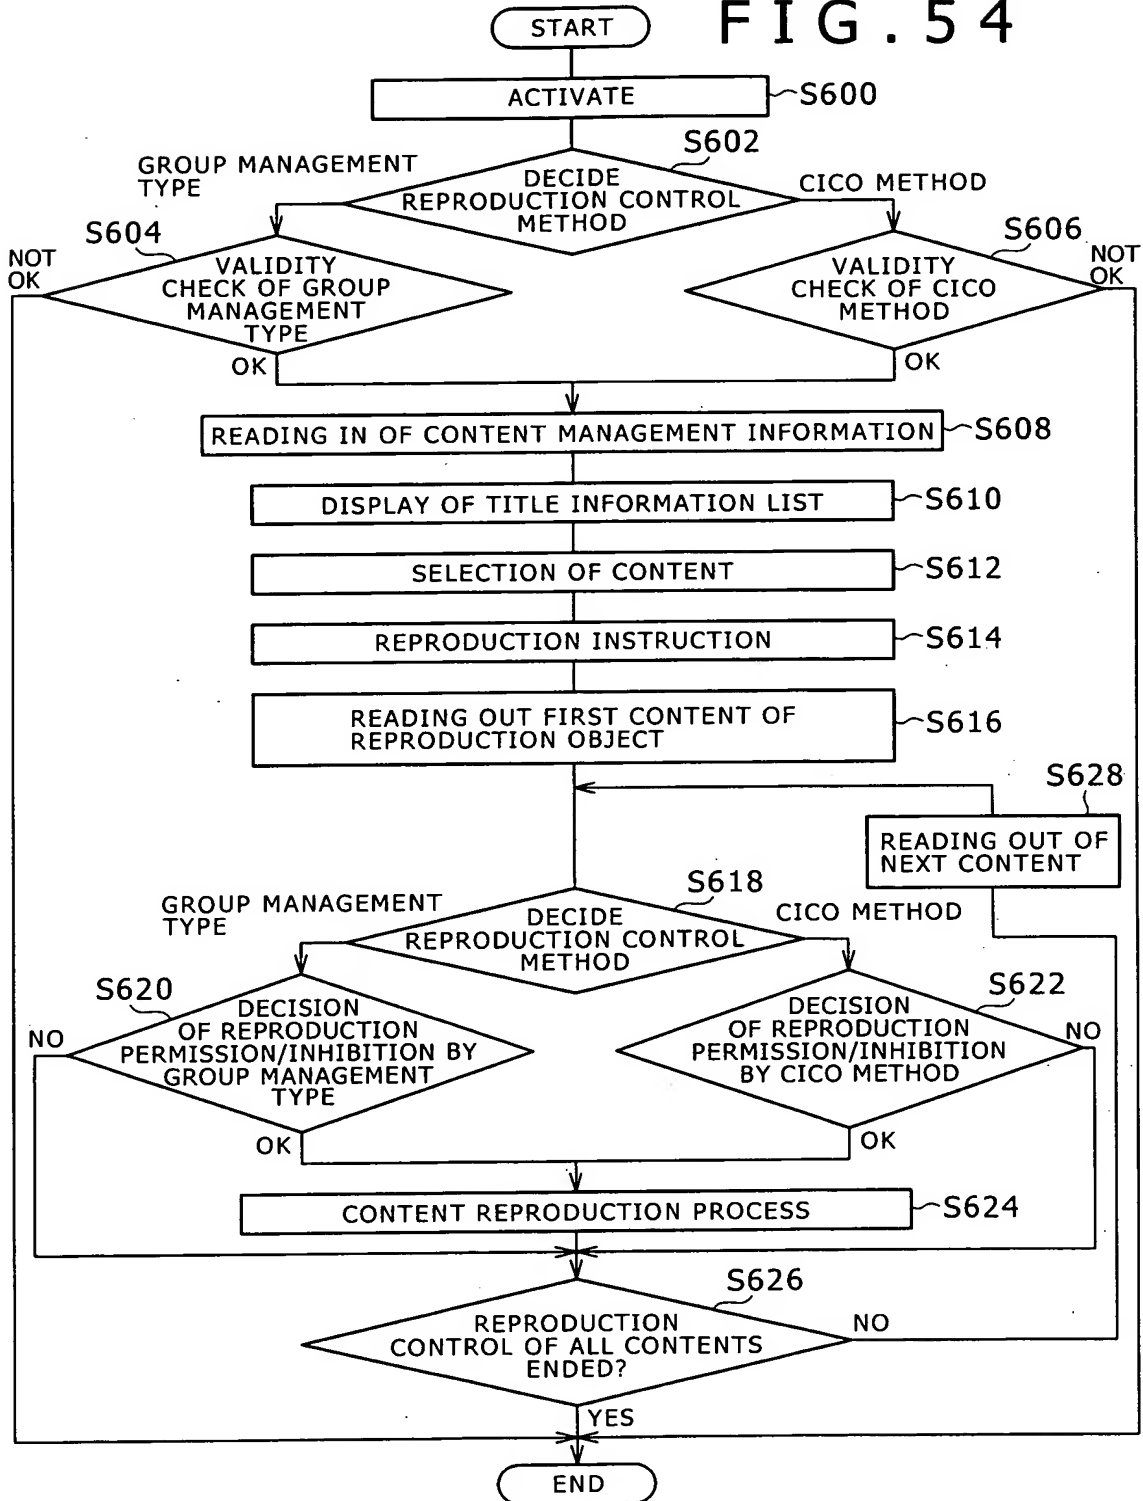 FIG.54
START
ACTIVATE
S600
S602
GROUP MANAGEMENT
TYPE
DECIDE
REPRODUCTION CONTROL
METHOD
CICO METHOD
S604
S606
NOT
OK
VALIDITY
CHECK OF GROUP
MANAGEMENT
TYPE
VALIDITY
CHECK OF CICO
METHOD
NOT
OK
OK
OK
READING IN OF CONTENT MANAGEMENT INFORMATION
S608
DISPLAY OF TITLE INFORMATION LIST
S610
SELECTION OF CONTENT
S612
REPRODUCTION INSTRUCTION
S614
READING OUT FIRST CONTENT OF
REPRODUCTION OBJECT
S616
S628
READING OUT OF
NEXT CONTENT
S618
GROUP MANAGEMENT
TYPE
DECIDE
REPRODUCTION CONTROL
METHOD
CICO METHOD
S620
S622
NO
DECISION
OF REPRODUCTION
PERMISSION/INHIBITION BY
GROUP MANAGEMENT
TYPE
DECISION
OF REPRODUCTION
PERMISSION/INHIBITION
BY CICO METHOD
NO
OK
OK
CONTENT REPRODUCTION PROCESS
S624
S626
REPRODUCTION
CONTROL OF ALL CONTENTS
ENDED?
NO
YES
END